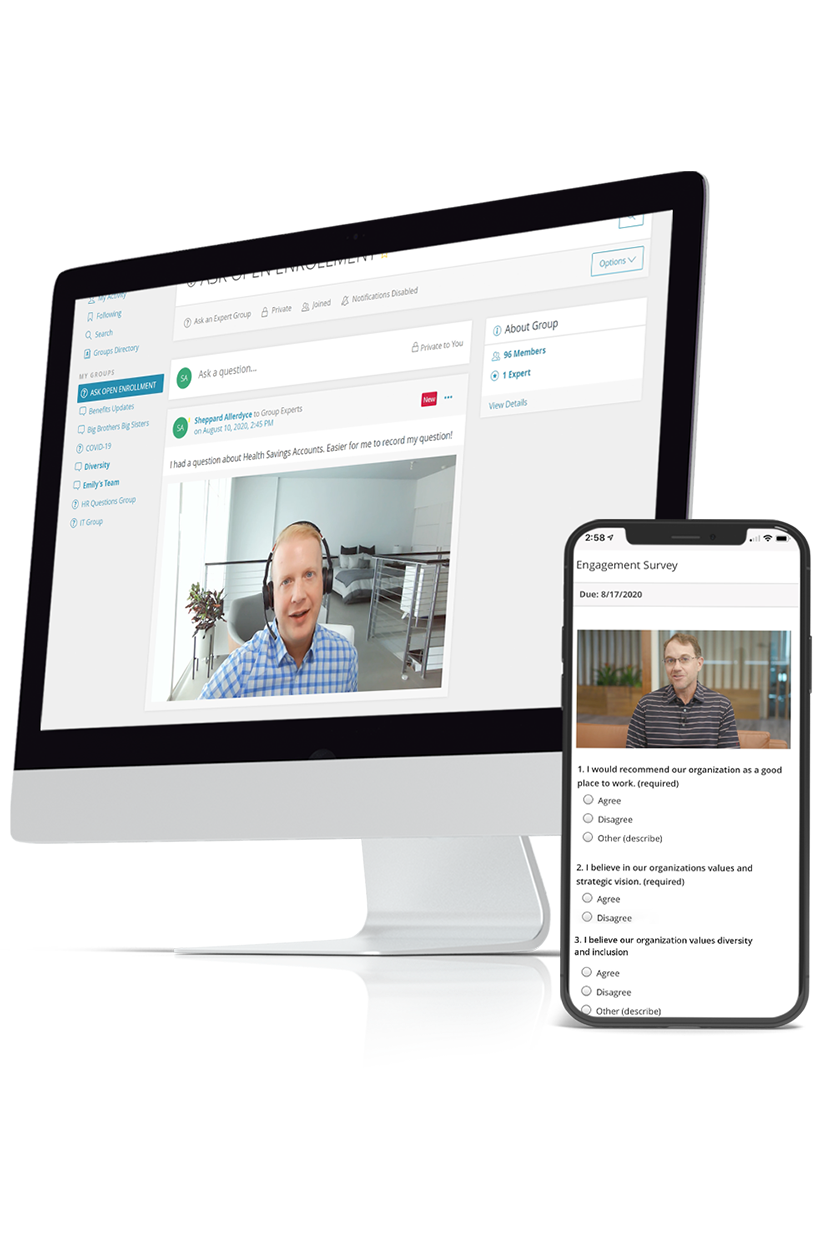 ASK OPEN ENROLLMENT
My Activity
Following
Search
Groups Directory
MY GROUPS
ASK OPEN ENROLLMENT
Benefits Updates
Big Brothers Big Sisters
COVID-19
Diversity
Emily's Team
HR Questions Group
IT Group
Ask an Expert Group
Private
Joined
Notifications Disabled
Options
SA
Ask a question...
Private to You
SA
Sheppard Allerdyce to Group Experts
on August 10, 2020, 2:45 PM
New
I had a question about Health Savings Accounts. Easier for me to record my question!
About Group
96 Members
1 Expert
View Details
2:58
Engagement Survey
Due: 8/17/2020
1. I would recommend our organization as a good
place to work. (required)
Agree
Disagree
Other (describe)
2. I believe in our organizations values and
strategic vision. (required)
Agree
Disagree
3. I believe our organization values diversity
and inclusion
Agree
Disagree
Other (describe)